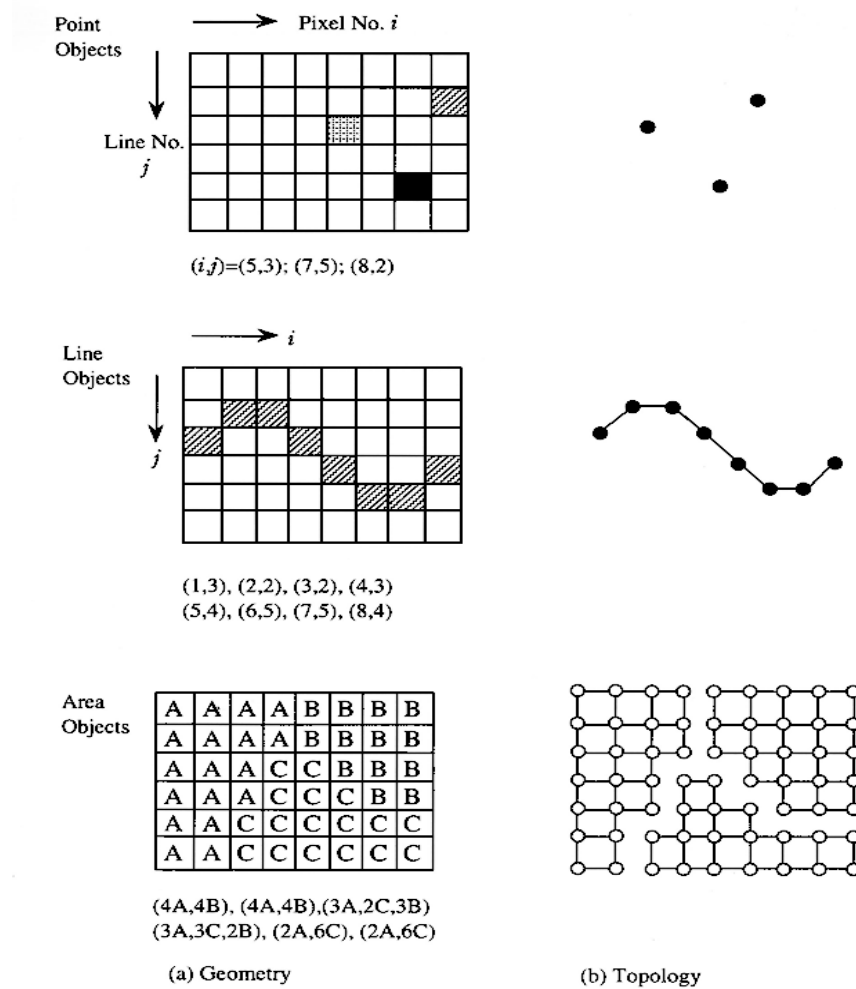 Point
Objects
Pixel No. i
Line No.
j
(i,j)=(5,3); (7,5); (8,2)
Line
Objects
i
j
(1,3), (2,2), (3,2), (4,3)
(5,4), (6,5), (7,5), (8,4)
Area
Objects
A A A A B B B B
A A A A B B B B
A A A C C B B B
A A A C C C B B
A A C C C C C C
A A C C C C C C
(4A,4B), (4A,4B),(3A,2C,3B)
(3A,3C,2B), (2A,6C), (2A,6C)
(a) Geometry
(b) Topology